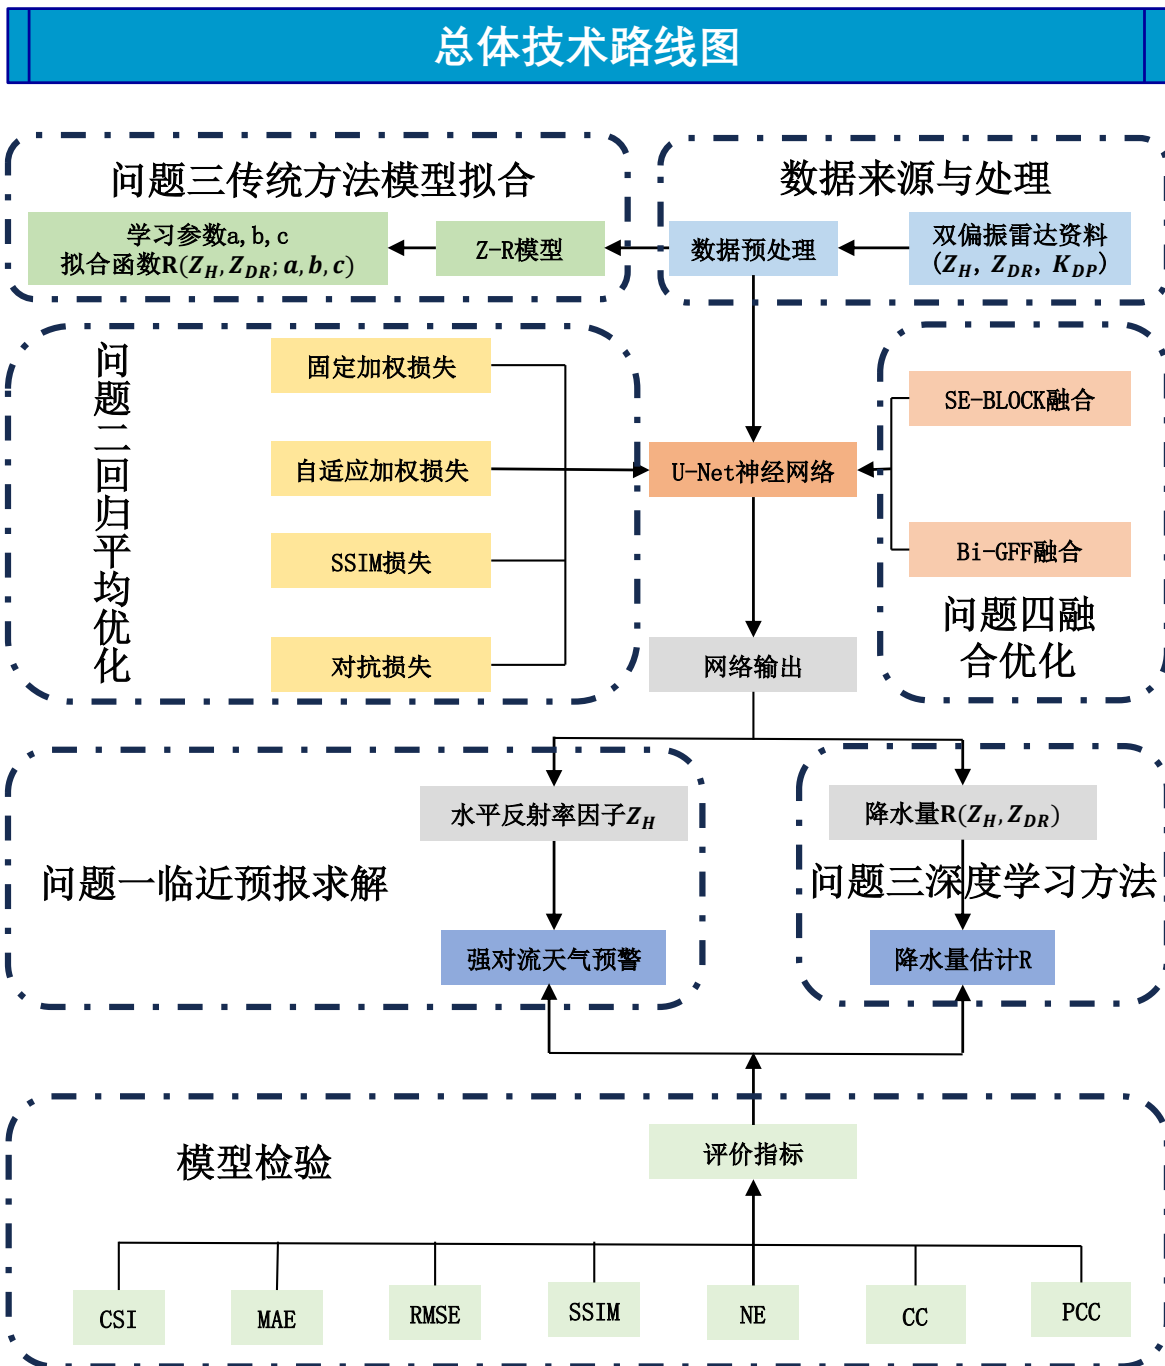 总体技术路线图
问题三传统方法模型拟合
学习参数a,b,c
拟合函数R(Z_H,Z_DR;a,b,c)
Z-R模型
数据来源与处理
数据预处理
双偏振雷达资料
(Z_H, Z_DR, K_DP)
问题二回归平均优化
固定加权损失
自适应加权损失
SSIM损失
对抗损失
U-Net神经网络
网络输出
SE-BLOCK融合
Bi-GFF融合
问题四融
合优化
水平反射率因子Z_H
问题一临近预报求解
强对流天气预警
降水量R(Z_H,Z_DR)
问题三深度学习方法
降水量估计R
模型检验
评价指标
CSI
MAE
RMSE
SSIM
NE
CC
PCC